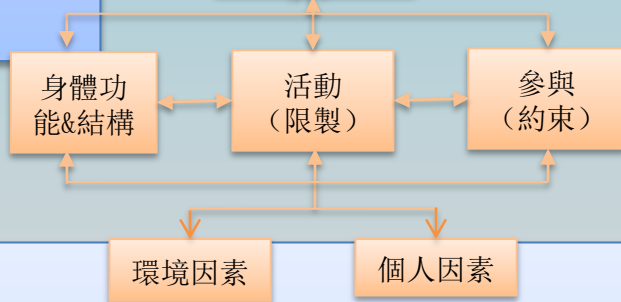 身體功
能&結構
活動
（限製）
參與
（約束）
環境因素
個人因素